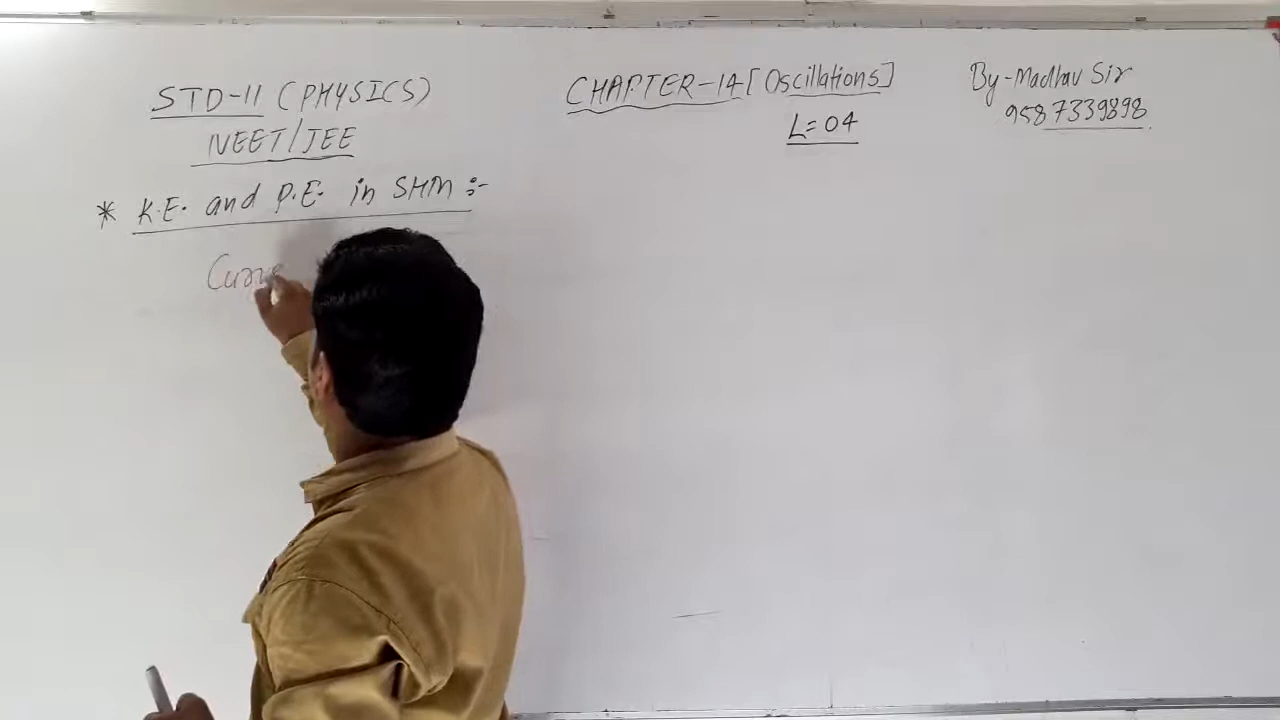 STD-11 (PHYSICS)
NEET/JEE
CHAPTER-14 [Oscillations]
L=04
By-Madhav Sir
9587339898
* K.E. and P.E. in SHM :-
Curve